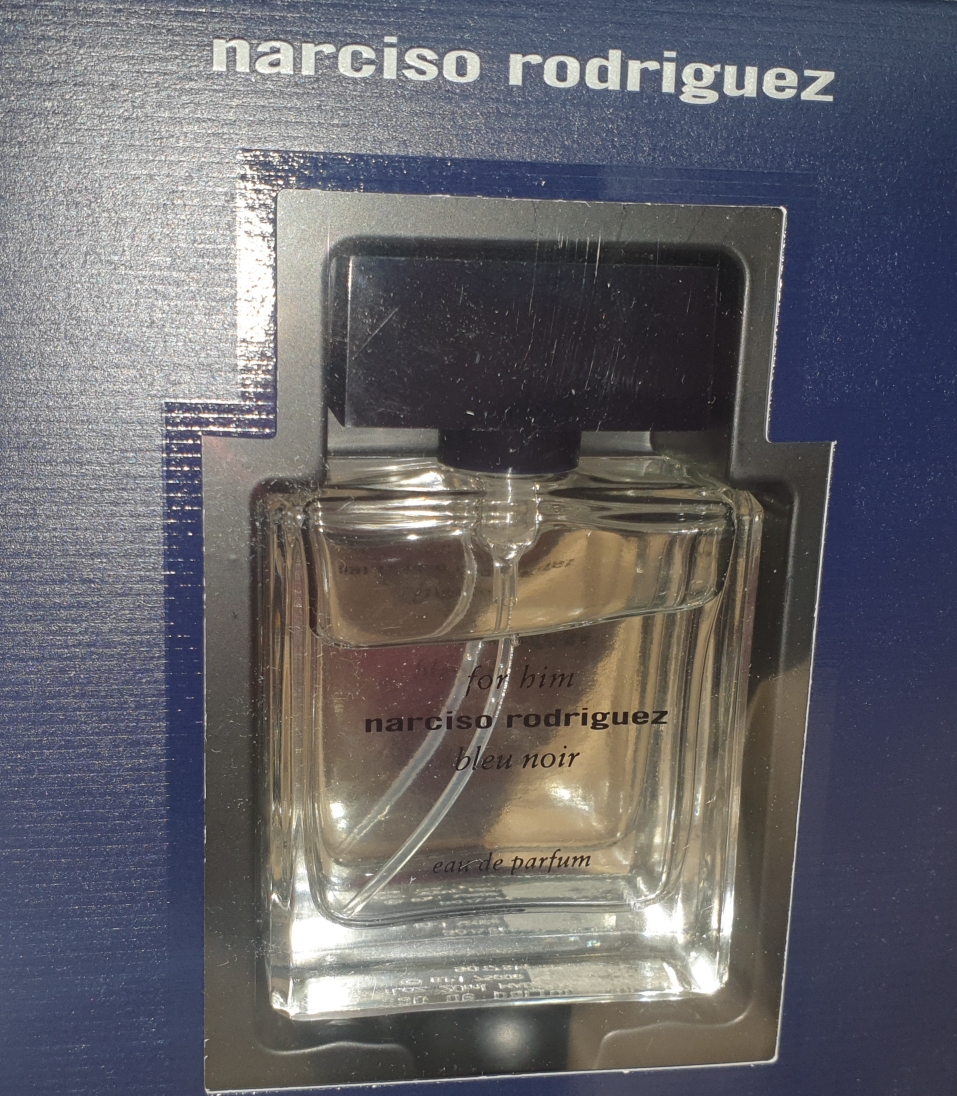 narciso rodriguez
for him
narciso rodriguez
bleu noir
eau de parfum